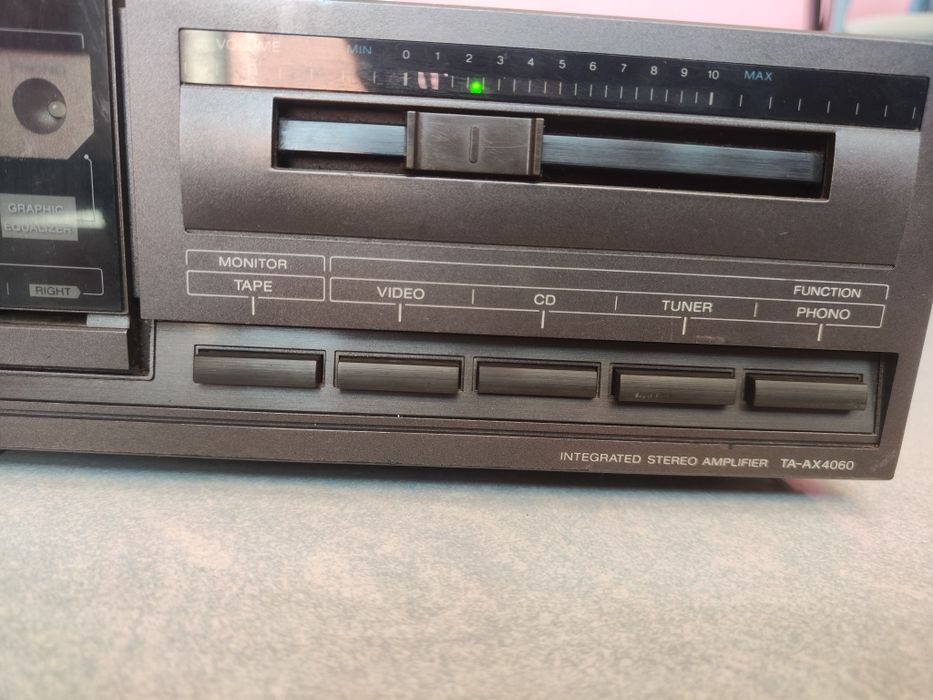 VOLUME MIN 0 1 2 3 4 5 6 7 8 9 10 MAX
GRAPHIC
EQUALIZER
RIGHT
MONITOR
TAPE
FUNCTION
VIDEO CD TUNER PHONO
INTEGRATED STEREO AMPLIFIER TA-AX4060